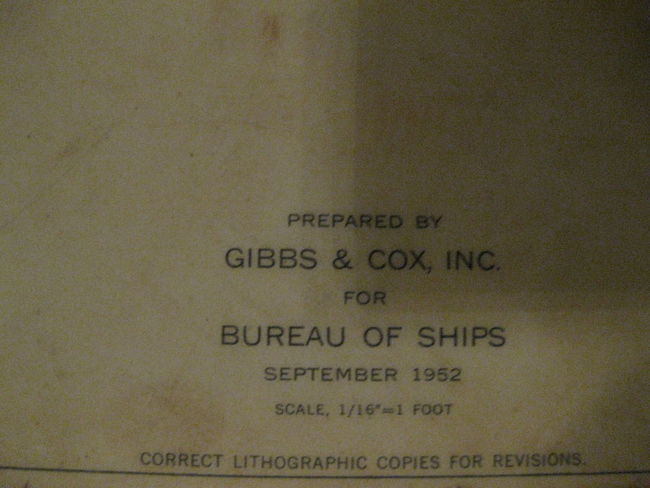 PREPARED BY
GIBBS & COX, INC.
FOR
BUREAU OF SHIPS
SEPTEMBER 1952
SCALE, 1/16"=1 FOOT
CORRECT LITHOGRAPHIC COPIES FOR REVISIONS.